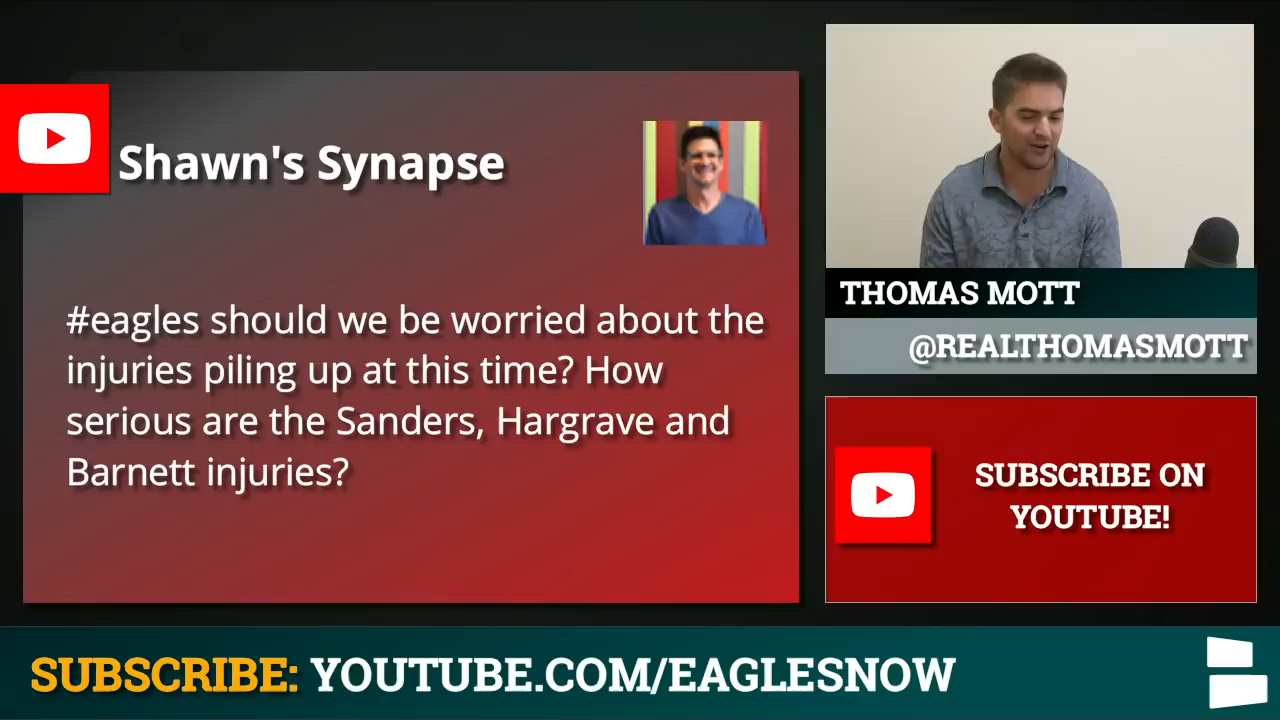 Shawn's Synapse
#eagles should we be worried about the
injuries piling up at this time? How
serious are the Sanders, Hargrave and
Barnett injuries?
THOMAS MOTT
@REALTHOMASMOTT
SUBSCRIBE ON
YOUTUBE!
SUBSCRIBE: YOUTUBE.COM/EAGLESNOW